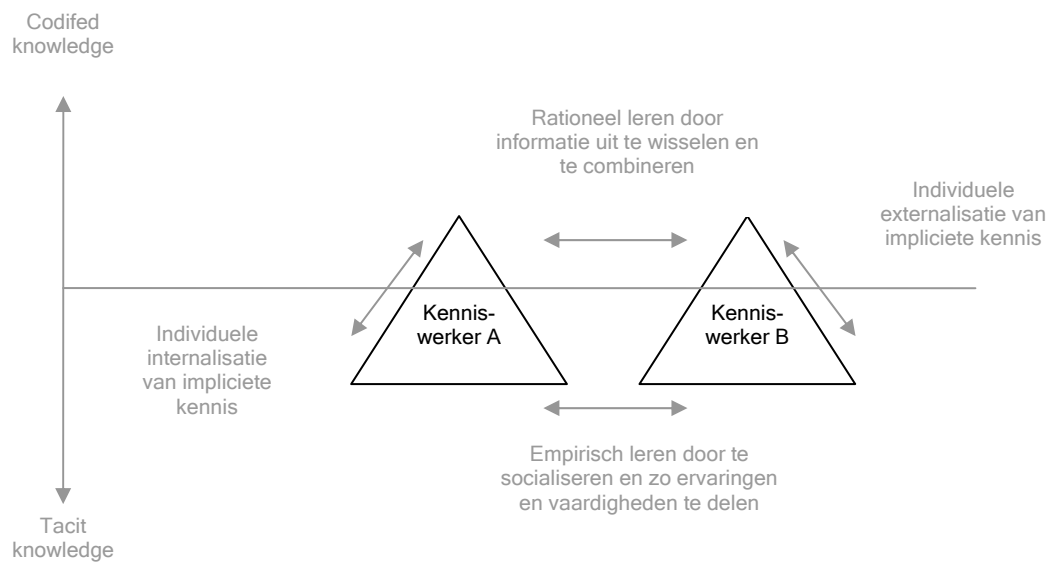 Codifed
knowledge
Rationeel leren door
informatie uit te wisselen en
te combineren
Individuele
externalisatie van
impliciete kennis
Kennis-
werker A
Kennis-
werker B
Individuele
internalisatie
van impliciete
kennis
Empirisch leren door te
socialiseren en zo ervaringen
en vaardigheden te delen
Tacit
knowledge